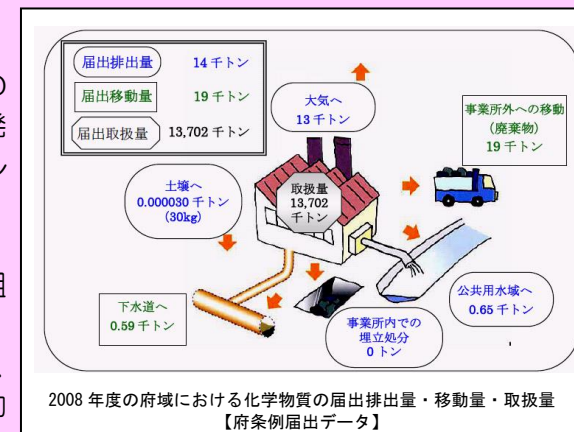 の
発
ン
組
届出排出量 14 千トン
届出移動量 19 千トン
届出取扱量 13,702 千トン
大気へ
13 千トン
事業所外への移動
(廃棄物)
19 千トン
土壌へ
0.000030 千トン
(30kg)
取扱量
13,702
千トン
下水道へ
0.59 千トン
事業所内での
埋立処分
0 トン
公共用水域へ
0.65 千トン
2008 年度の府域における化学物質の届出排出量・移動量・取扱量
【府条例届出データ】